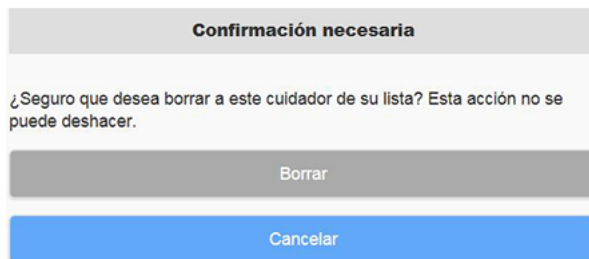 Confirmación necesaria
¿Seguro que desea borrar a este cuidador de su lista? Esta acción no se
puede deshacer.
Borrar
Cancelar